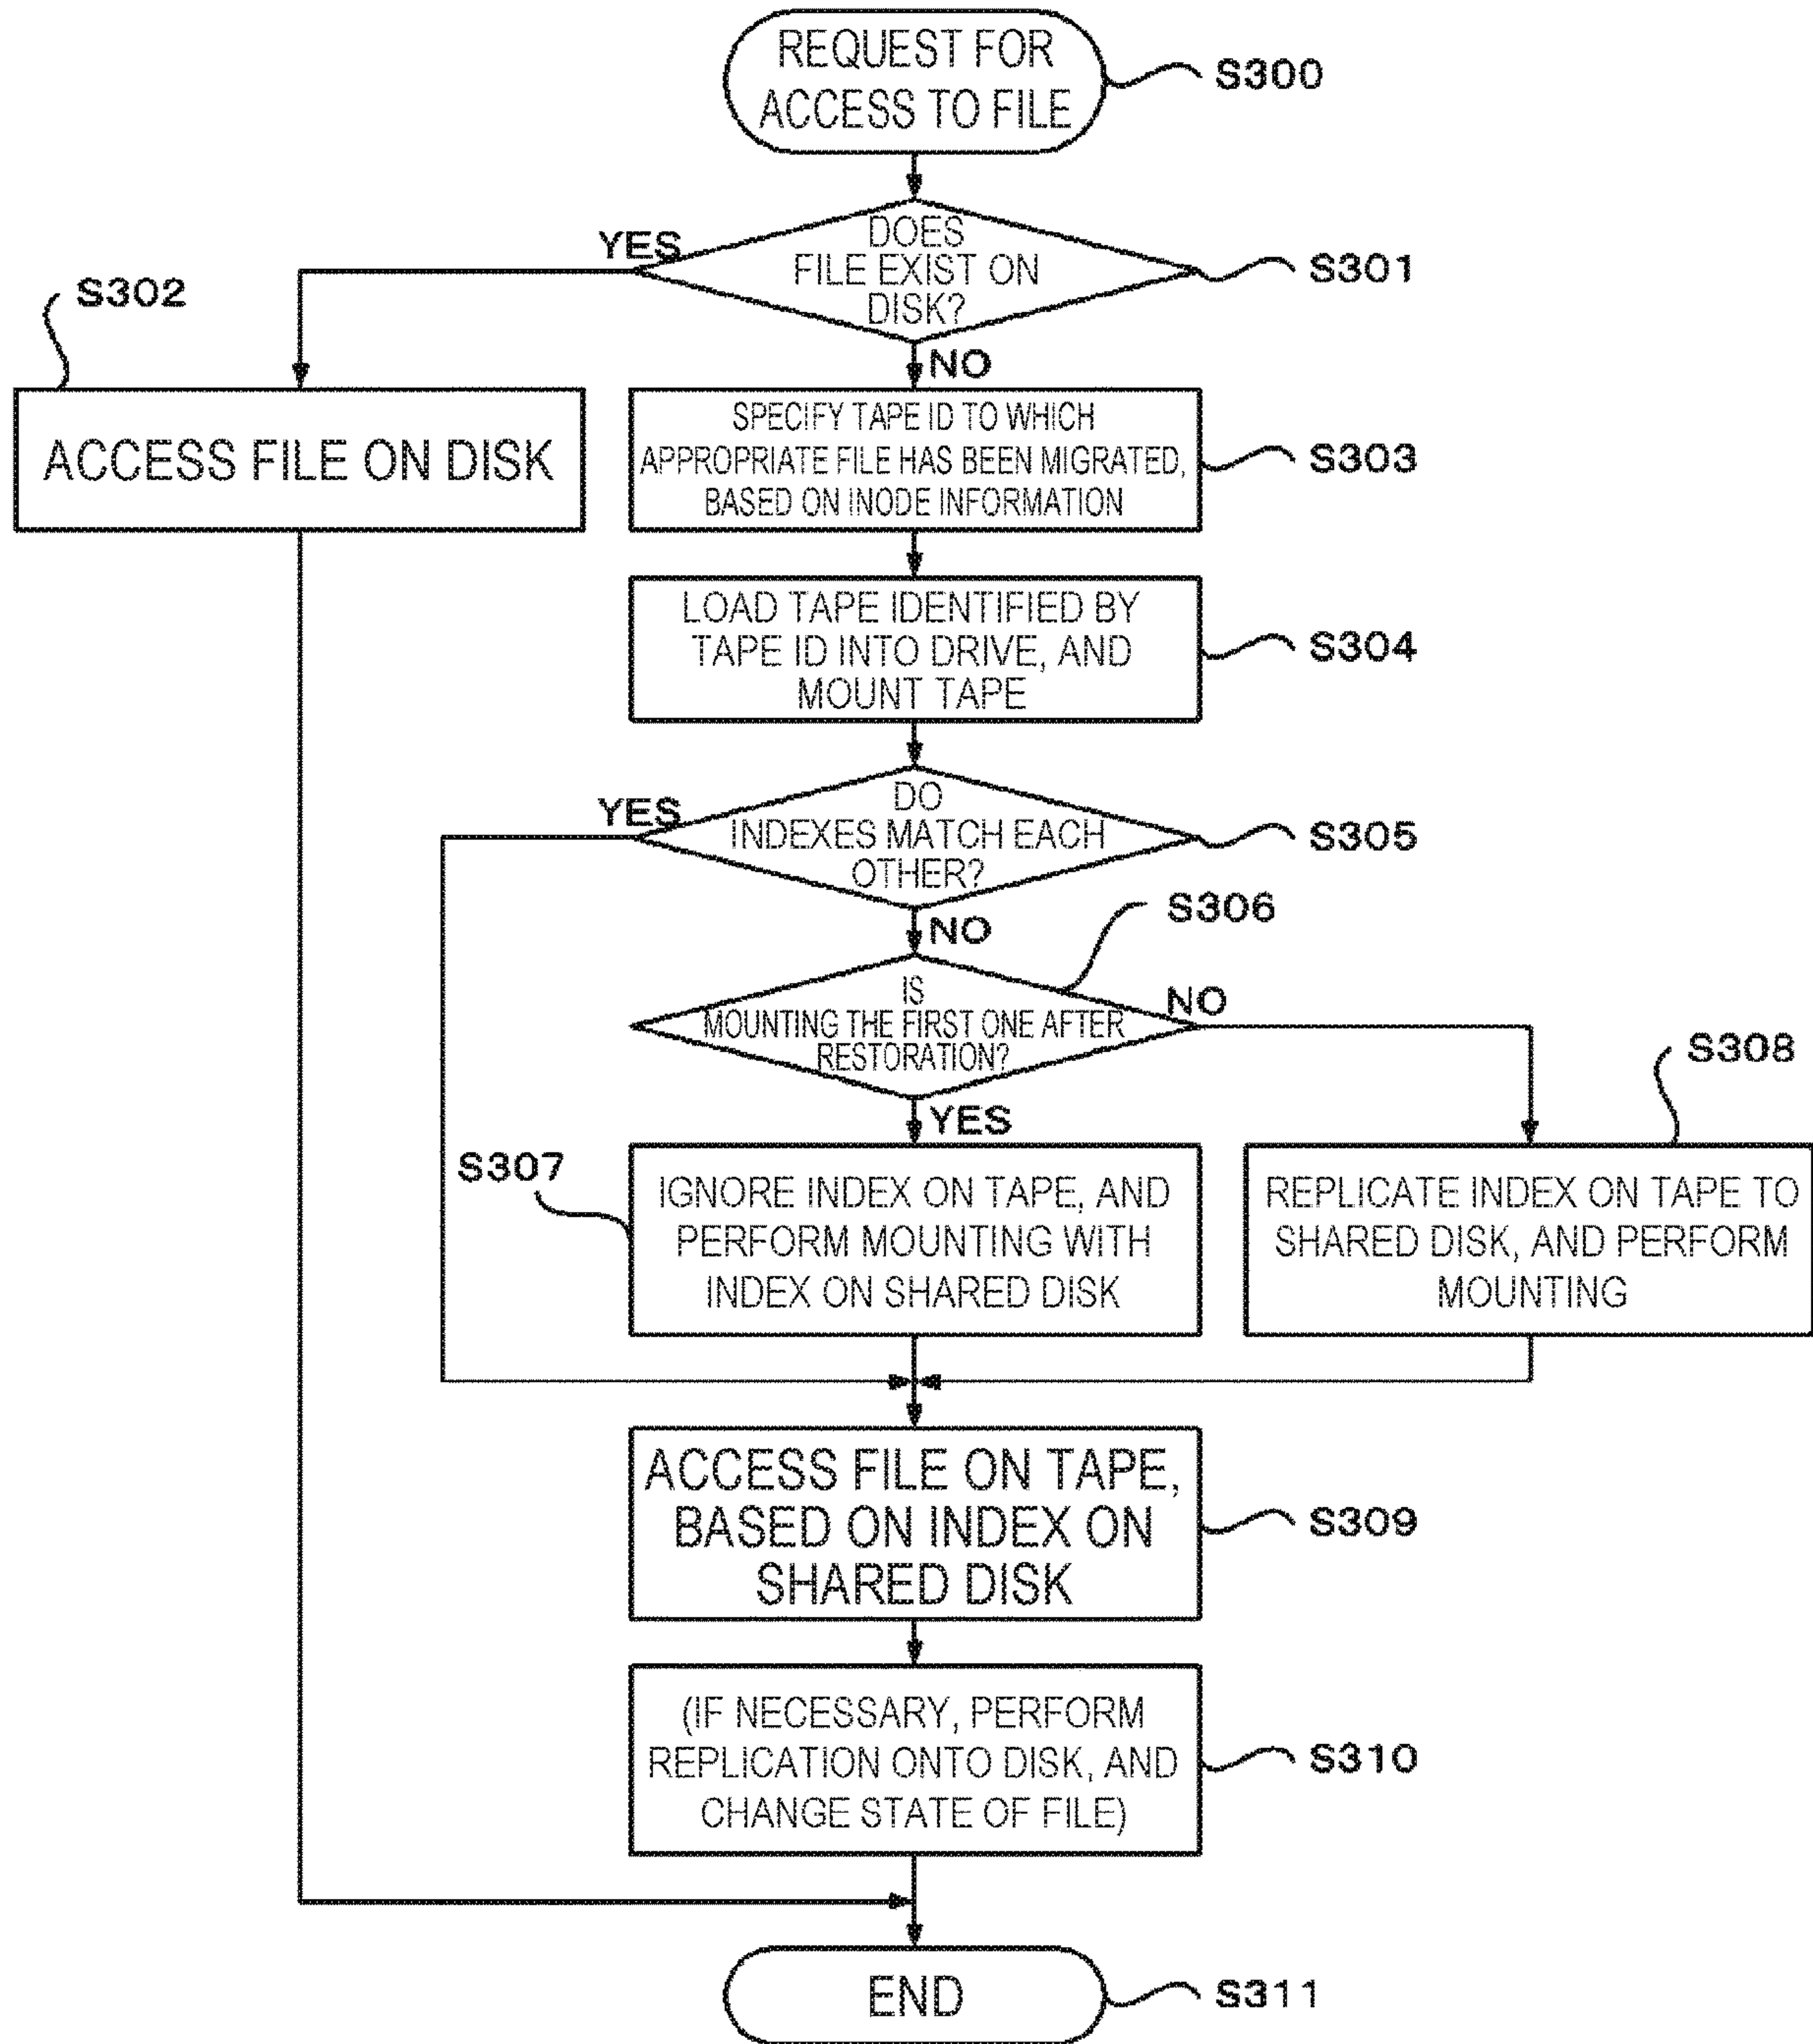 REQUEST FOR
ACCESS TO FILE
S300
DOES
FILE EXIST ON
DISK?
S301
YES
NO
S302
ACCESS FILE ON DISK
SPECIFY TAPE ID TO WHICH
APPROPRIATE FILE HAS BEEN MIGRATED,
BASED ON INODE INFORMATION
S303
LOAD TAPE IDENTIFIED BY
TAPE ID INTO DRIVE, AND
MOUNT TAPE
S304
DO
INDEXES MATCH EACH
OTHER?
S305
YES
NO
S306
IS
MOUNTING THE FIRST ONE AFTER
RESTORATION?
NO
YES
S307
IGNORE INDEX ON TAPE, AND
PERFORM MOUNTING WITH
INDEX ON SHARED DISK
S308
REPLICATE INDEX ON TAPE TO
SHARED DISK, AND PERFORM
MOUNTING
ACCESS FILE ON TAPE,
BASED ON INDEX ON
SHARED DISK
S309
(IF NECESSARY, PERFORM
REPLICATION ONTO DISK, AND
CHANGE STATE OF FILE)
S310
END
S311